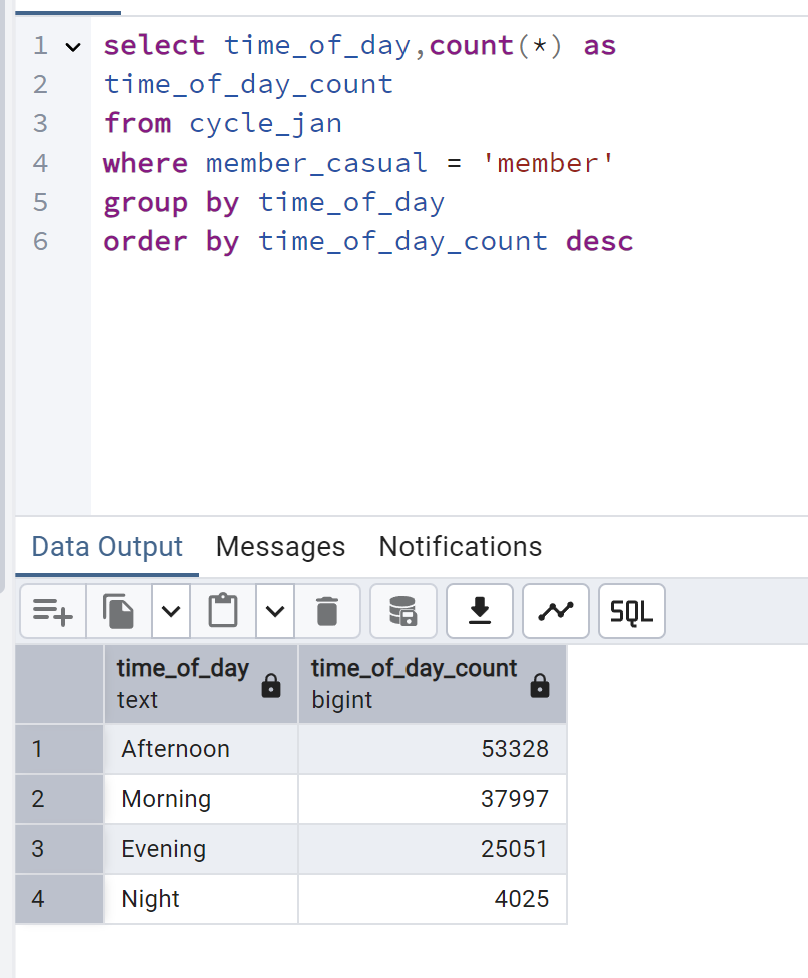 1 select time_of_day,count(*) as
2 time_of_day_count
3 from cycle_jan
4 where member_casual = 'member'
5 group by time_of_day
6 order by time_of_day_count desc
Data Output Messages Notifications
SQL
time_of_day time_of_day_count
text bigint
1 Afternoon 53328
2 Morning 37997
3 Evening 25051
4 Night 4025